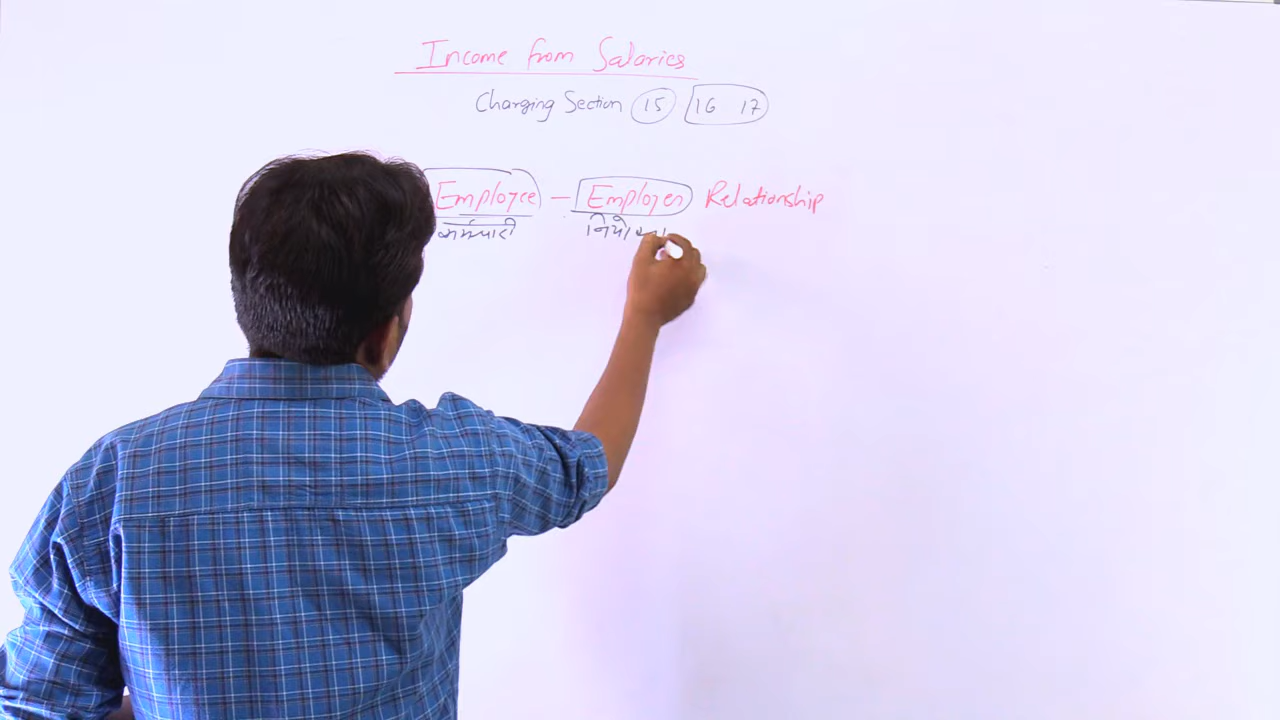 Income from Salaries
Charging Section 15 16 17
Employee - Employer Relationship
कर्मचारी